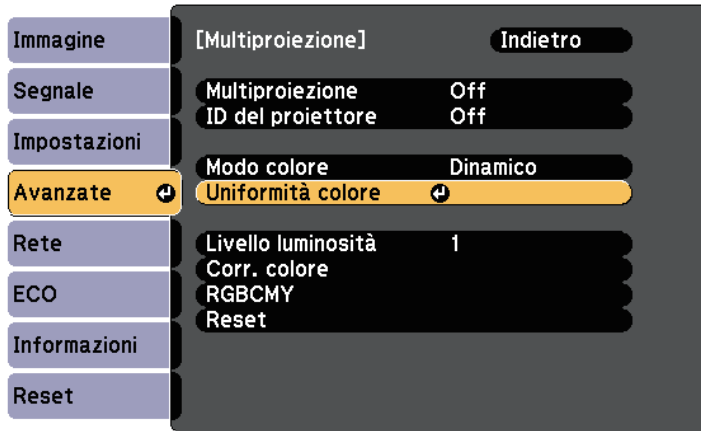 Immagine
Segnale
Impostazioni
Avanzate
Rete
ECO
Informazioni
Reset
[Multiproiezione] Indietro
Multiproiezione Off
ID del proiettore Off
Modo colore Dinamico
Uniformità colore
Livello luminosità 1
Corr. colore
RGBCMY
Reset